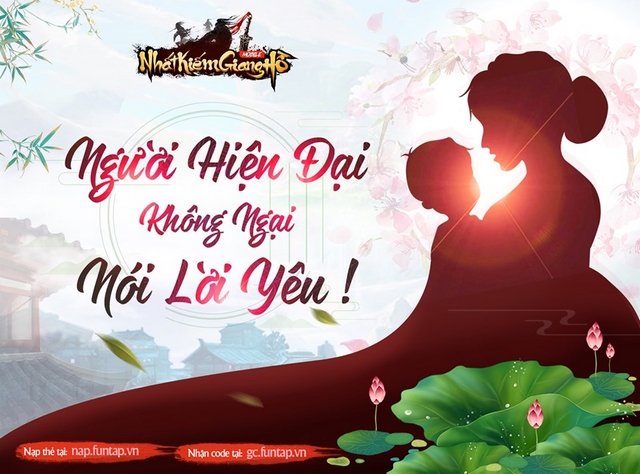 Nhất Kiếm Giang Hồ
MOBILE
Người Hiện Đại
Không Ngại
Nói Lời Yêu !
Nạp thẻ tại: nap.funtap.vn
Nhận code tại: gc.funtap.vn